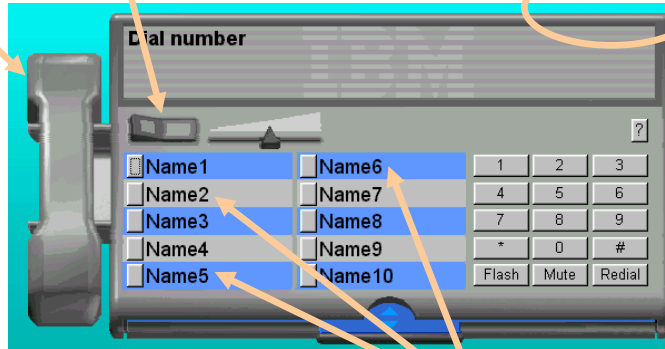 Dial number
IBM
?
Name1 Name6 1 2 3
Name2 Name7 4 5 6
Name3 Name8 7 8 9
Name4 Name9 * 0 #
Name5 Name10 Flash Mute Redial